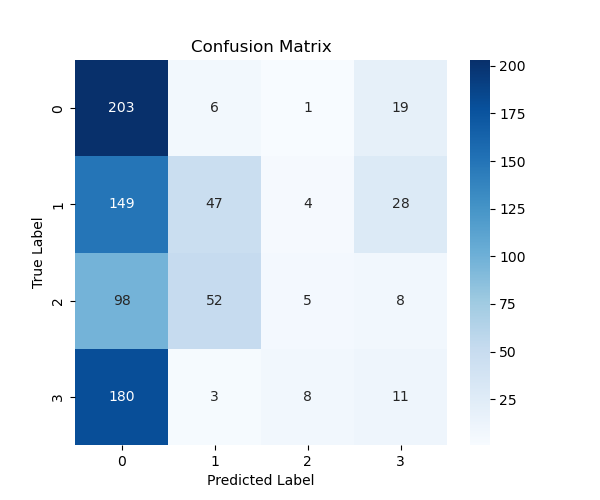 Confusion Matrix
0 203 6 1 19
1 149 47 4 28
2 98 52 5 8
3 180 3 8 11
0 1 2 3
Predicted Label
True Label
200
175
150
125
100
75
50
25